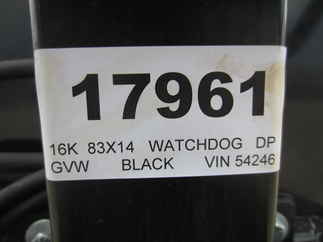 17961
16K 83X14 WATCHDOG DP
GVW BLACK VIN 54246